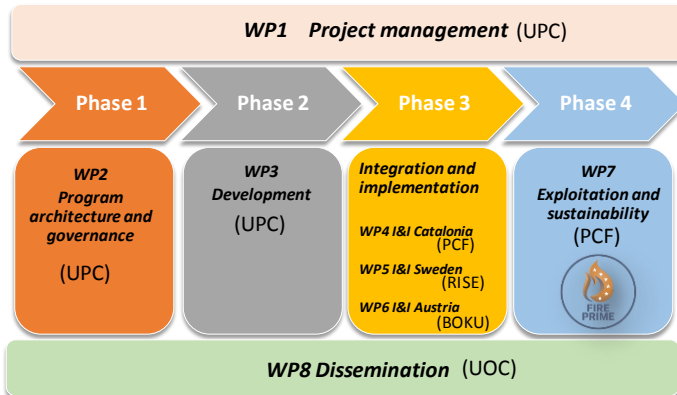 WP1 Project management (UPC)
Phase 1
Phase 2
Phase 3
Phase 4
WP2
Program
architecture and
governance
(UPC)
WP3
Development
(UPC)
Integration and
implementation
WP4 I&I Catalonia
(PCF)
WP5 I&I Sweden
(RISE)
WP6 I&I Austria
(BOKU)
WP7
Exploitation and
sustainability
(PCF)
FIRE
PRIME
WP8 Dissemination (UOC)